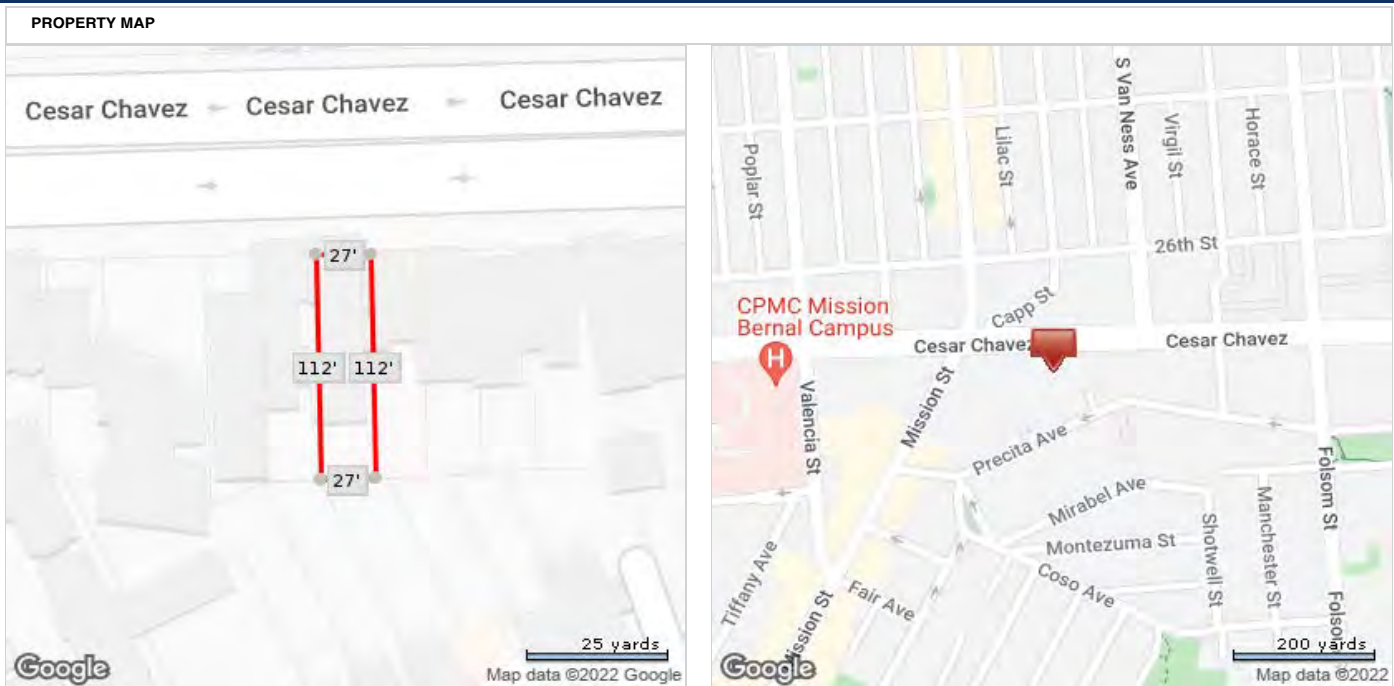 PROPERTY MAP
Cesar Chavez
Cesar Chavez
Cesar Chavez
27'
112'
112'
27'
25 yards
Google
Map data ©2022 Google
S Van Ness Ave
Poplar St
Lilac St
Virgil St
Horace St
26th St
CPMC Mission
Bernal Campus
H
Capp St
Cesar Chavez
Cesar Chavez
Valencia St
Mission St
Precita Ave
Folsom St
Mirabel Ave
Manchester St
Shotwell St
Montezuma St
Coso Ave
Tiffany Ave
Fair Ave
Mission St
Folsom
200 yards
Google
Map data ©2022